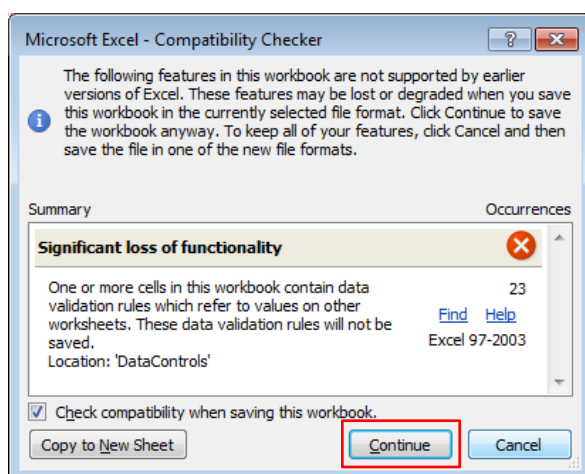 Microsoft Excel - Compatibility Checker
The following features in this workbook are not supported by earlier
versions of Excel. These features may be lost or degraded when you save
this workbook in the currently selected file format. Click Continue to save
the workbook anyway. To keep all of your features, click Cancel and then
save the file in one of the new file formats.
Summary Occurrences
Significant loss of functionality
One or more cells in this workbook contain data 23
validation rules which refer to values on other Find Help
worksheets. These data validation rules will not be Excel 97-2003
saved.
Location: 'DataControls'
Check compatibility when saving this workbook.
Copy to New Sheet Continue Cancel